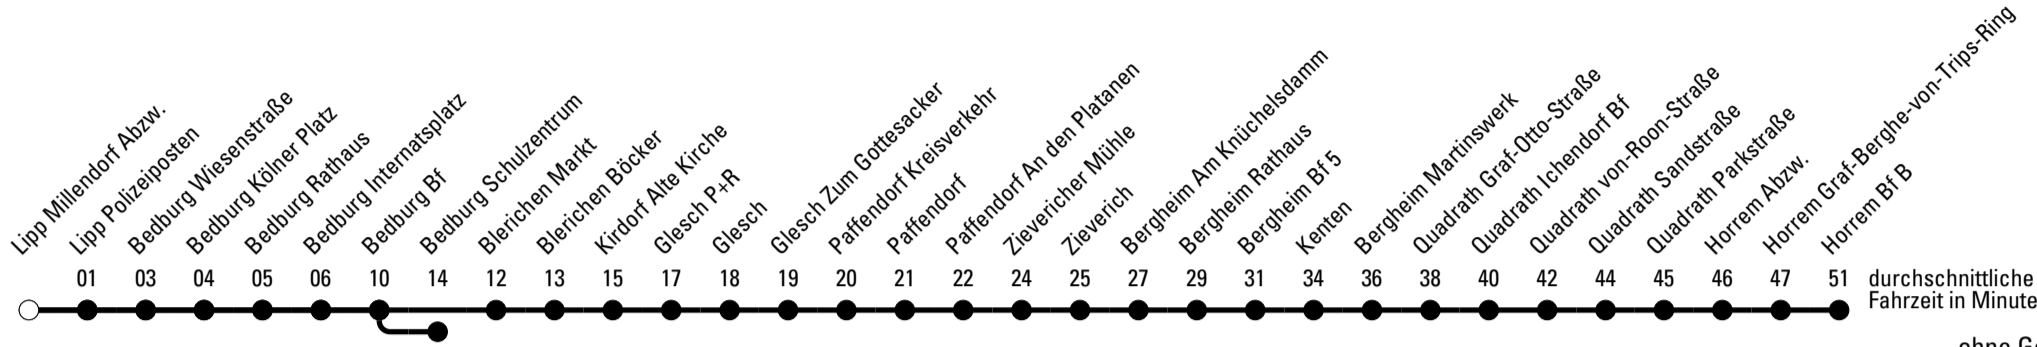 Lipp Millendorf Abzw.
Lipp Polizeiposten
Bedburg Wiesenstraße
Bedburg Kölner Platz
Bedburg Rathaus
Bedburg Internatsplatz
Bedburg Bf
Bedburg Schulzentrum
Blerichen Markt
Blerichen Böcker
Kirdorf Alte Kirche
Glesch P+R
Glesch
Glesch Zum Gottesacker
Paffendorf Kreisverkehr
Paffendorf
Paffendorf An den Platanen
Zievericher Mühle
Zieverich
Bergheim Am Knüchelsdamm
Bergheim Rathaus
Bergheim Bf 5
Kenten
Bergheim Martinswerk
Quadrath Graf-Otto-Straße
Quadrath Ichendorf Bf
Quadrath von-Roon-Straße
Quadrath Sandstraße
Quadrath Parkstraße
Horrem Abzw.
Horrem Graf-Berghe-von-Trips-Ring
Horrem Bf B
01 03 04 05 06 10 14 12 13 15 17 18 19 20 21 22 24 25 27 29 31 34 36 38 40 42 44 45 46 47 51
durchschnittliche
Fahrzeit in Minute